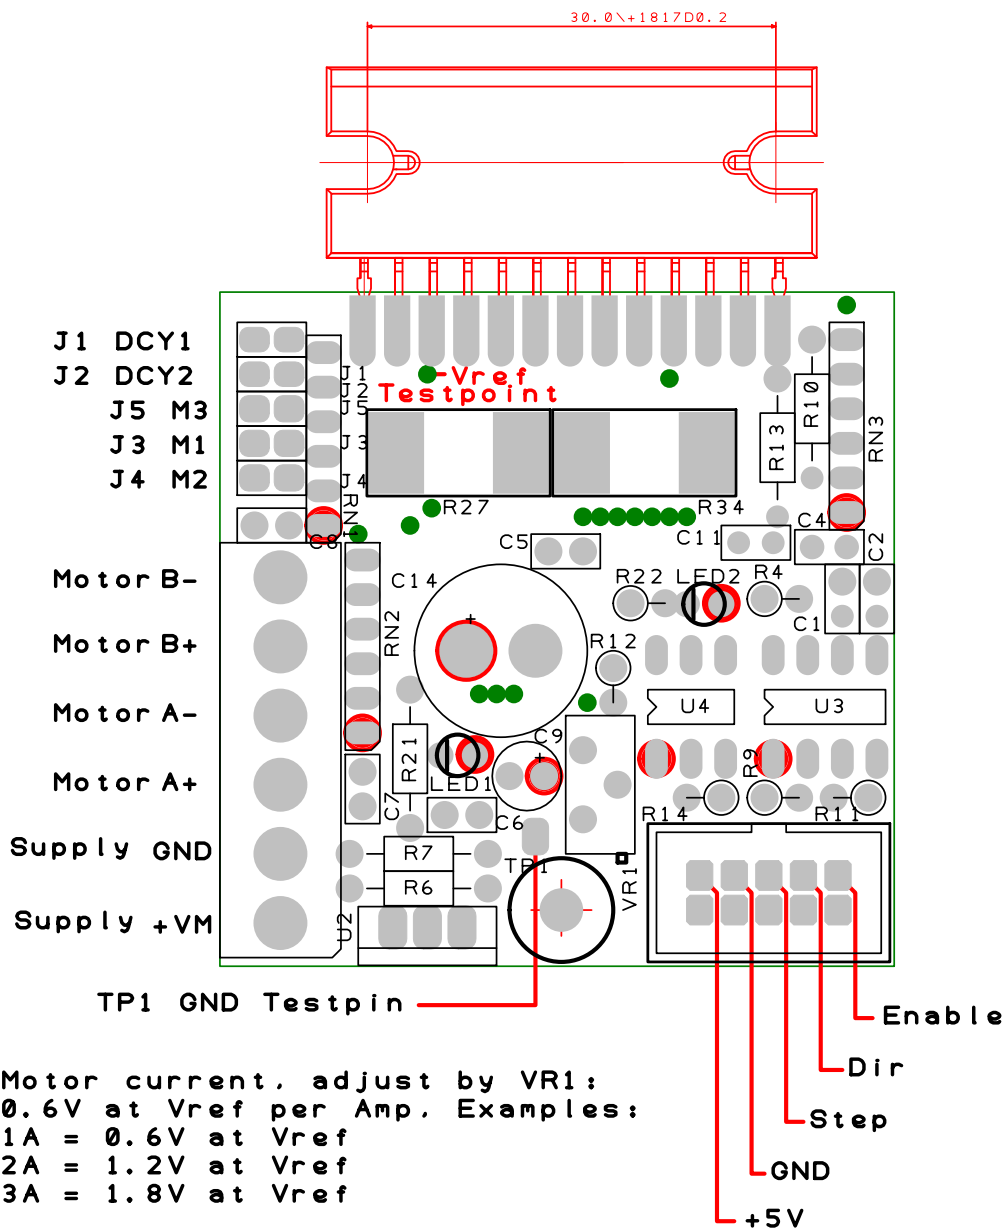 30.0\+1817D0.2
J1 DCY1
J2 DCY2
J5 M3
J3 M1
J4 M2
J1
J2
J5
J3
J4
RN1
Vref
Testpoint
R10
R13
RN3
R27
R34
C8
C5
C11
C4
C2
C14
R22
LED2
R4
C1
RN2
R12
U4
U3
Motor B-
Motor B+
Motor A-
Motor A+
Supply GND
Supply +VM
R21
LED1
+
C9
+
R9
C7
C6
R14
R11
R7
R6
TP1
VR1
U2
TP1 GND Testpin
Enable
Dir
Step
GND
+5V
Motor current, adjust by VR1:
0.6V at Vref per Amp. Examples:
1A = 0.6V at Vref
2A = 1.2V at Vref
3A = 1.8V at Vref